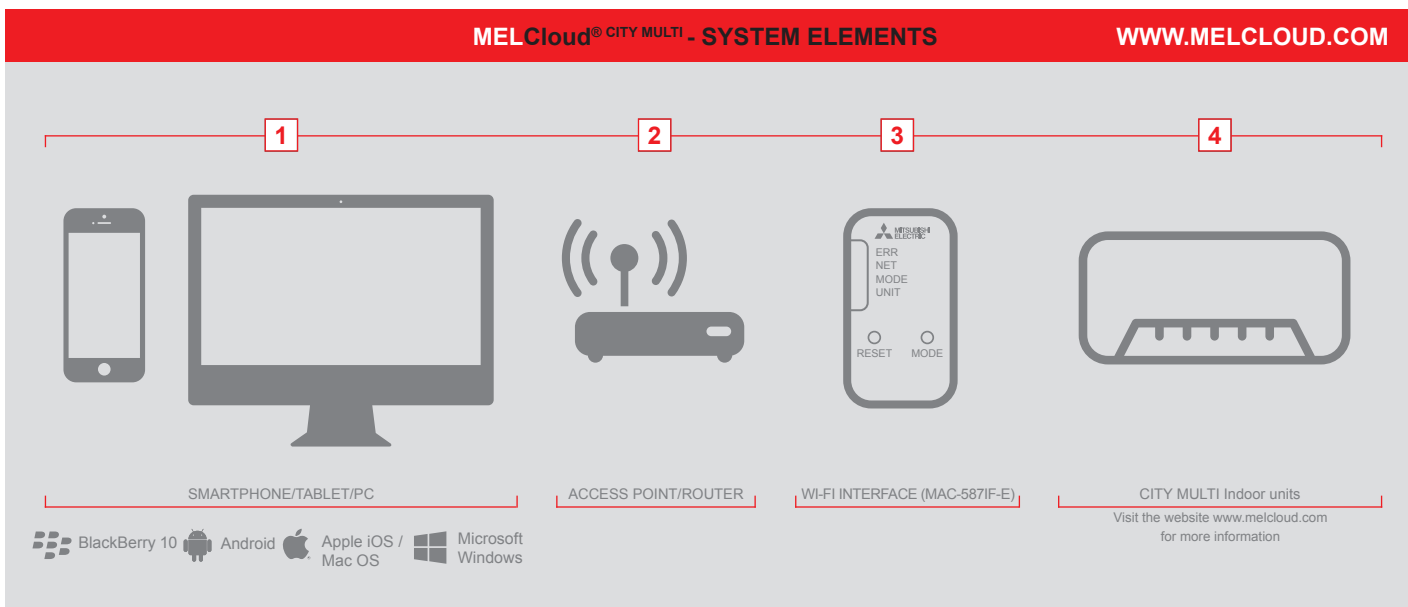 MELCloud® CITY MULTI - SYSTEM ELEMENTS
WWW.MELCLOUD.COM
1
2
3
4
MITSUBISHI
ELECTRIC
ERR
NET
MODE
UNIT
RESET MODE
SMARTPHONE/TABLET/PC
ACCESS POINT/ROUTER
WI-FI INTERFACE (MAC-587IF-E)
CITY MULTI Indoor units
Visit the website www.melcloud.com
for more information
BlackBerry 10
Android
Apple iOS /
Mac OS
Microsoft
Windows